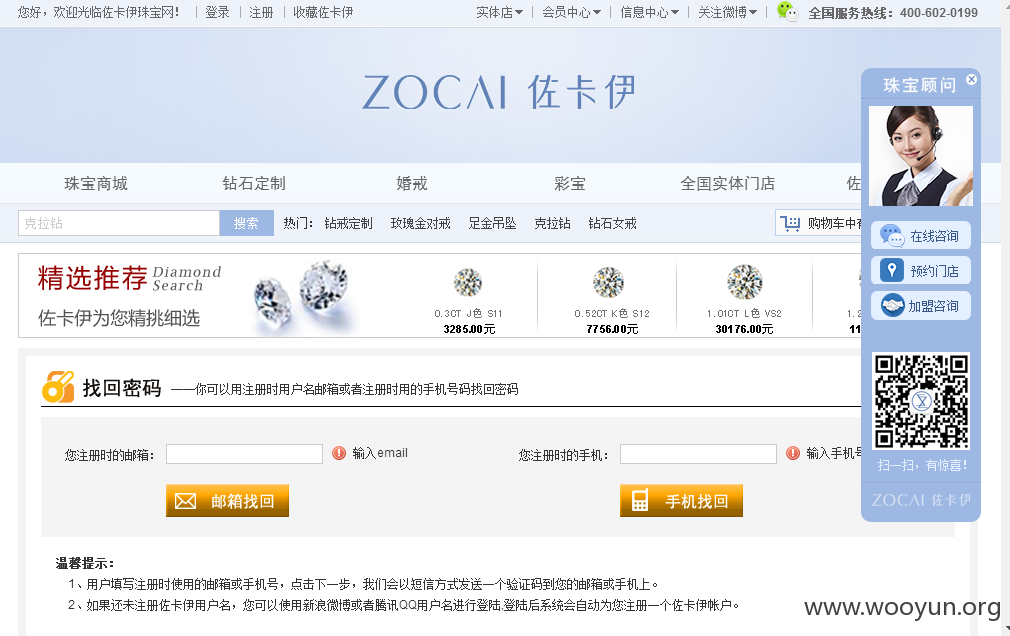 您好，欢迎光临佐卡伊珠宝网！ 登录 注册 收藏佐卡伊 实体店 会员中心 信息中心 关注微博 全国服务热线：400-602-0199
ZOCAI 佐卡伊
珠宝商城 钻石定制 婚戒 彩宝 全国实体门店 佐
克拉钻 搜索 热门： 钻戒定制 玫瑰金对戒 足金吊坠 克拉钻 钻石女戒 购物车中有
精选推荐 Diamond Search
佐卡伊为您精挑细选
0.3CT J色 S11 0.52CT K色 S12 1.01CT L色 VS2 1.2
3285.00元 7756.00元 30176.00元 11
找回密码 ——你可以用注册时用户名邮箱或者注册时用的手机号码找回密码
您注册时的邮箱： 输入email 您注册时的手机： 输入手机号
邮箱找回 手机找回
温馨提示：
1、用户填写注册时使用的邮箱或手机号，点击下一步，我们会以短信方式发送一个验证码到您的邮箱或手机上。
2、如果还未注册佐卡伊用户名，您可以使用新浪微博或者腾讯QQ用户名进行登陆,登陆后系统会自动为您注册一个佐卡伊帐户。
珠宝顾问
在线咨询
预约门店
加盟咨询
扫一扫，有惊喜！
ZOCAI 佐卡伊
www.wooyun.org